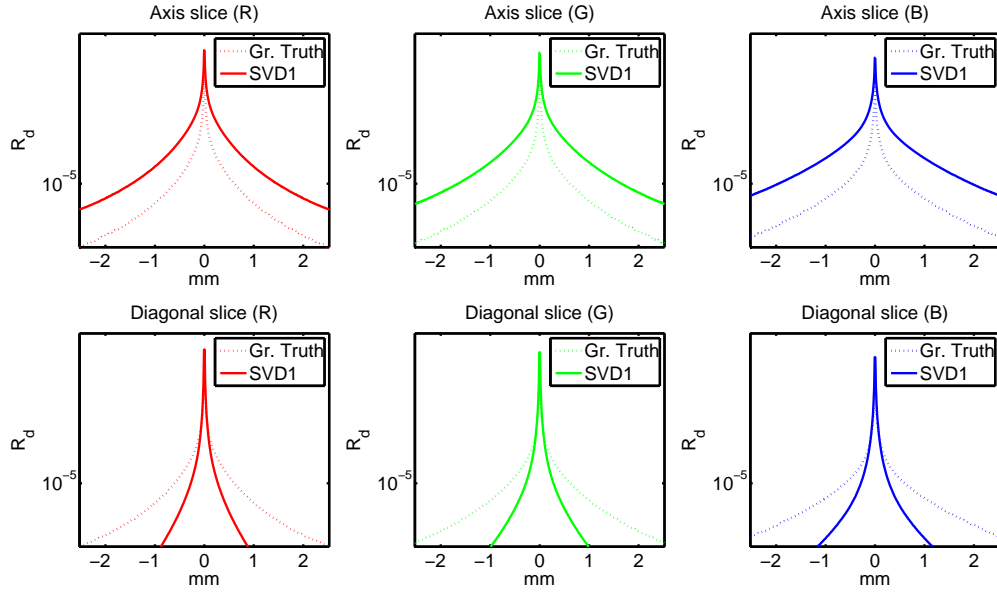 Axis slice (R)
Gr. Truth
SVD1
R_d
10^-5
−2 −1 0 1 2
mm
Axis slice (G)
Gr. Truth
SVD1
R_d
10^-5
−2 −1 0 1 2
mm
Axis slice (B)
Gr. Truth
SVD1
R_d
10^-5
−2 −1 0 1 2
mm
Diagonal slice (R)
Gr. Truth
SVD1
R_d
10^-5
−2 −1 0 1 2
mm
Diagonal slice (G)
Gr. Truth
SVD1
R_d
10^-5
−2 −1 0 1 2
mm
Diagonal slice (B)
Gr. Truth
SVD1
R_d
10^-5
−2 −1 0 1 2
mm